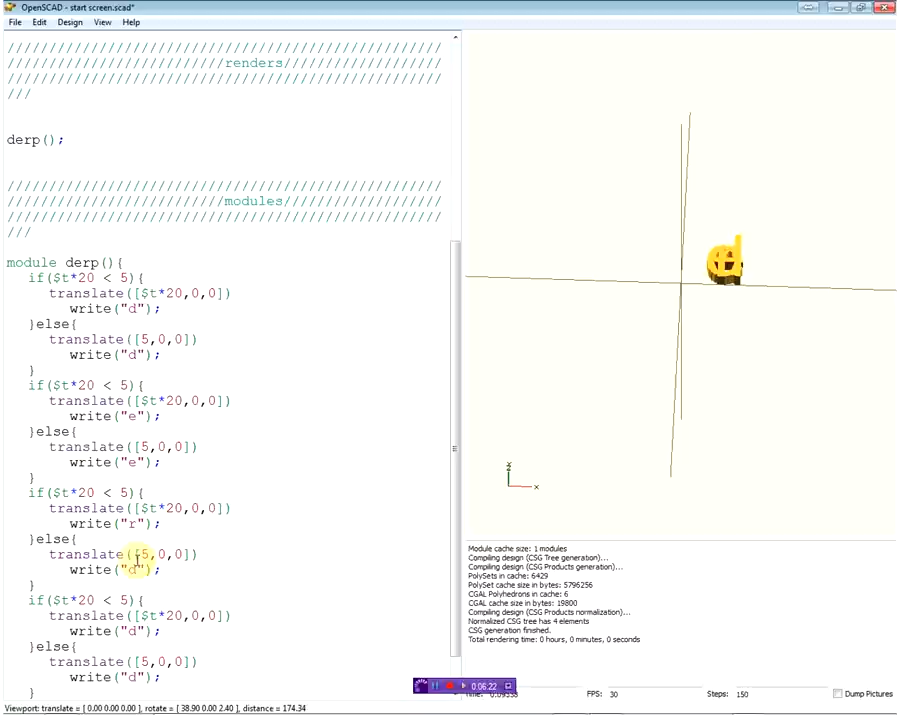 OpenSCAD - start screen.scad*
File Edit Design View Help
////////////////////////////////////////////////////
//////////////////////////renders///////////////////
////////////////////////////////////////////////////
///
derp();
////////////////////////////////////////////////////
//////////////////////////modules///////////////////
////////////////////////////////////////////////////
///
module derp(){
if($t*20 < 5){
translate([$t*20,0,0])
write("d");
}else{
translate([5,0,0])
write("d");
}
if($t*20 < 5){
translate([$t*20,0,0])
write("e");
}else{
translate([5,0,0])
write("e");
}
if($t*20 < 5){
translate([$t*20,0,0])
write("r");
}else{
translate([5,0,0])
write("d");
}
if($t*20 < 5){
translate([$t*20,0,0])
write("d");
}else{
translate([5,0,0])
write("d");
}
z
x
Module cache size: 1 modules
Compiling design (CSG Tree generation)...
Compiling design (CSG Products generation)...
PolySets in cache: 6429
PolySet cache size in bytes: 5796256
CGAL Polyhedrons in cache: 6
CGAL cache size in bytes: 19800
Compiling design (CSG Products normalization)...
Normalized CSG tree has 4 elements
CSG generation finished.
Total rendering time: 0 hours, 0 minutes, 0 seconds
0:06:22
FPS: 30 Steps: 150 Dump Pictures
Viewport: translate = [ 0.00 0.00 0.00 ], rotate = [ 38.90 0.00 2.40 ], distance = 174.34